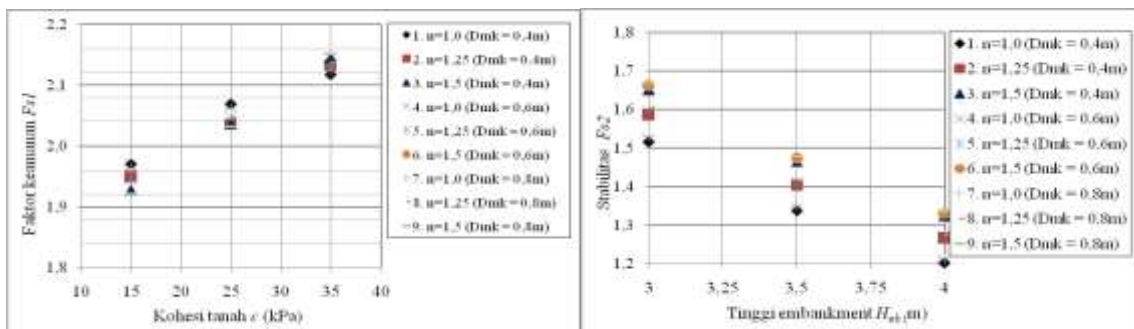 Faktor keamanan Fs1
2,2
2,1
2,0
1,9
1,8
10 15 20 25 30 35 40
Kohesi tanah c (kPa)
1. n=1.0 (Dmk = 0.4m)
2. n=1.25 (Dmk = 0.4m)
3. n=1.5 (Dmk = 0.4m)
4. n=1.0 (Dmk = 0.6m)
5. n=1.25 (Dmk = 0.6m)
6. n=1.5 (Dmk = 0.6m)
7. n=1.0 (Dmk = 0.8m)
8. n=1.25 (Dmk = 0.8m)
9. n=1.5 (Dmk = 0.8m)
Stabilitas Fs2
1.8
1.7
1.6
1.5
1.4
1.3
1.2
3 3,25 3,5 3,75 4
Tinggi embankment
1. n=1.0 (Dmk = 0.4m)
2. n=1.25 (Dmk = 0.4m)
3. n=1.5 (Dmk = 0.4m)
4. n=1.0 (Dmk = 0.6m)
5. n=1.25 (Dmk = 0.6m)
6. n=1.5 (Dmk = 0.6m)
7. n=1.0 (Dmk = 0.8m)
8. n=1.25 (Dmk = 0.8m)
9. n=1.5 (Dmk = 0.8m)